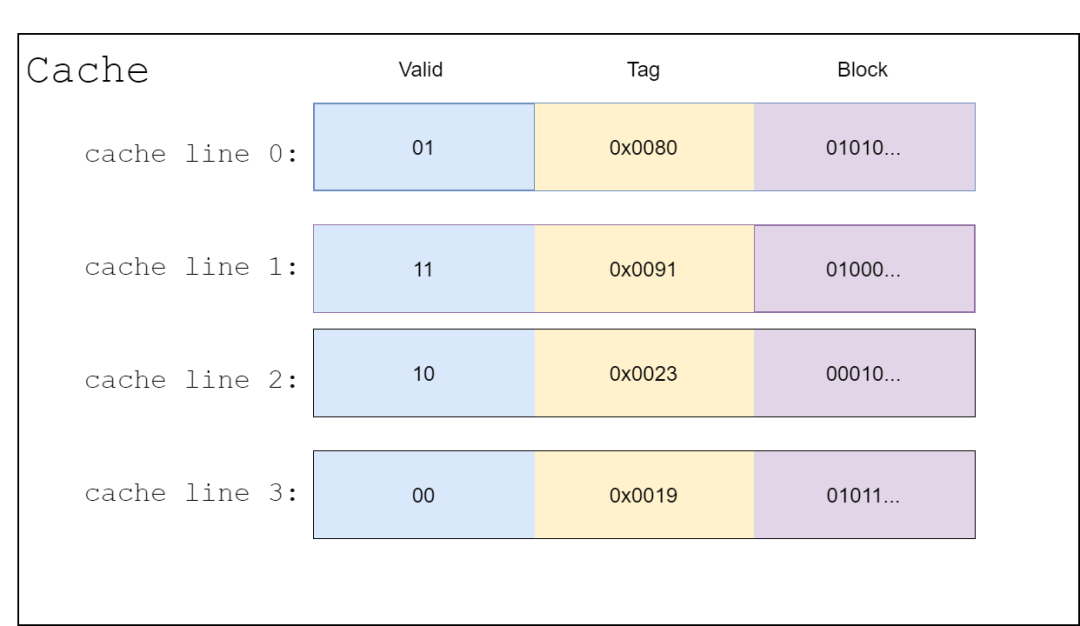 Cache Valid Tag Block
cache line 0: 01 0x0080 01010...
cache line 1: 11 0x0091 01000...
cache line 2: 10 0x0023 00010...
cache line 3: 00 0x0019 01011...